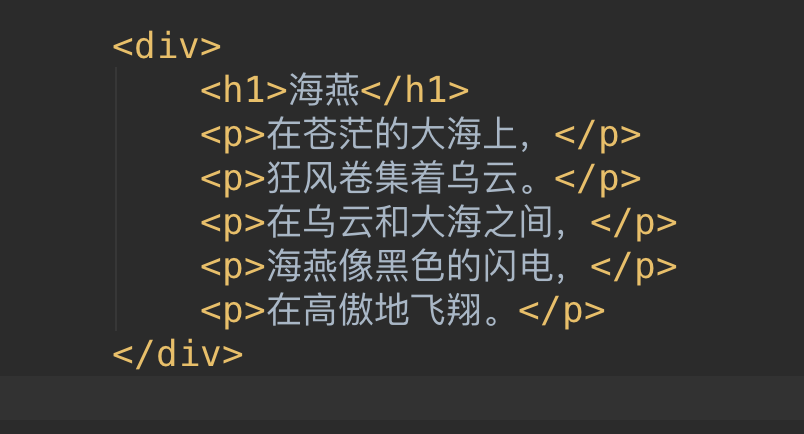 <div>
<h1>海燕</h1>
<p>在苍茫的大海上，</p>
<p>狂风卷集着乌云。</p>
<p>在乌云和大海之间，</p>
<p>海燕像黑色的闪电，</p>
<p>在高傲地飞翔。</p>
</div>